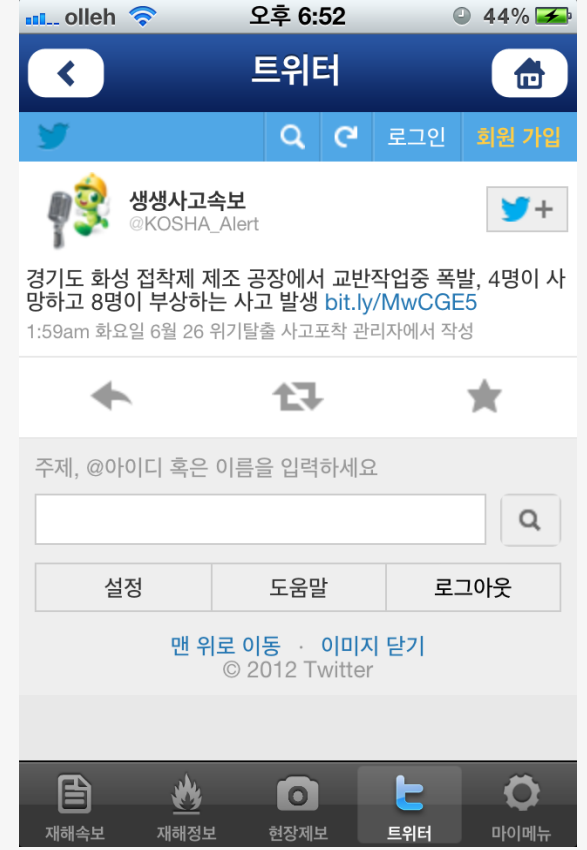 olleh 오후 6:52 44%
트위터
로그인 회원 가입
생생사고속보
@KOSHA_Alert
경기도 화성 접착제 제조 공장에서 교반작업중 폭발, 4명이 사
망하고 8명이 부상하는 사고 발생 bit.ly/MwCGE5
1:59am 화요일 6월 26 위기탈출 사고포착 관리자에서 작성
주제, @아이디 혹은 이름을 입력하세요
설정 도움말 로그아웃
맨 위로 이동 · 이미지 닫기
© 2012 Twitter
재해속보 재해정보 현장제보 트위터 마이메뉴